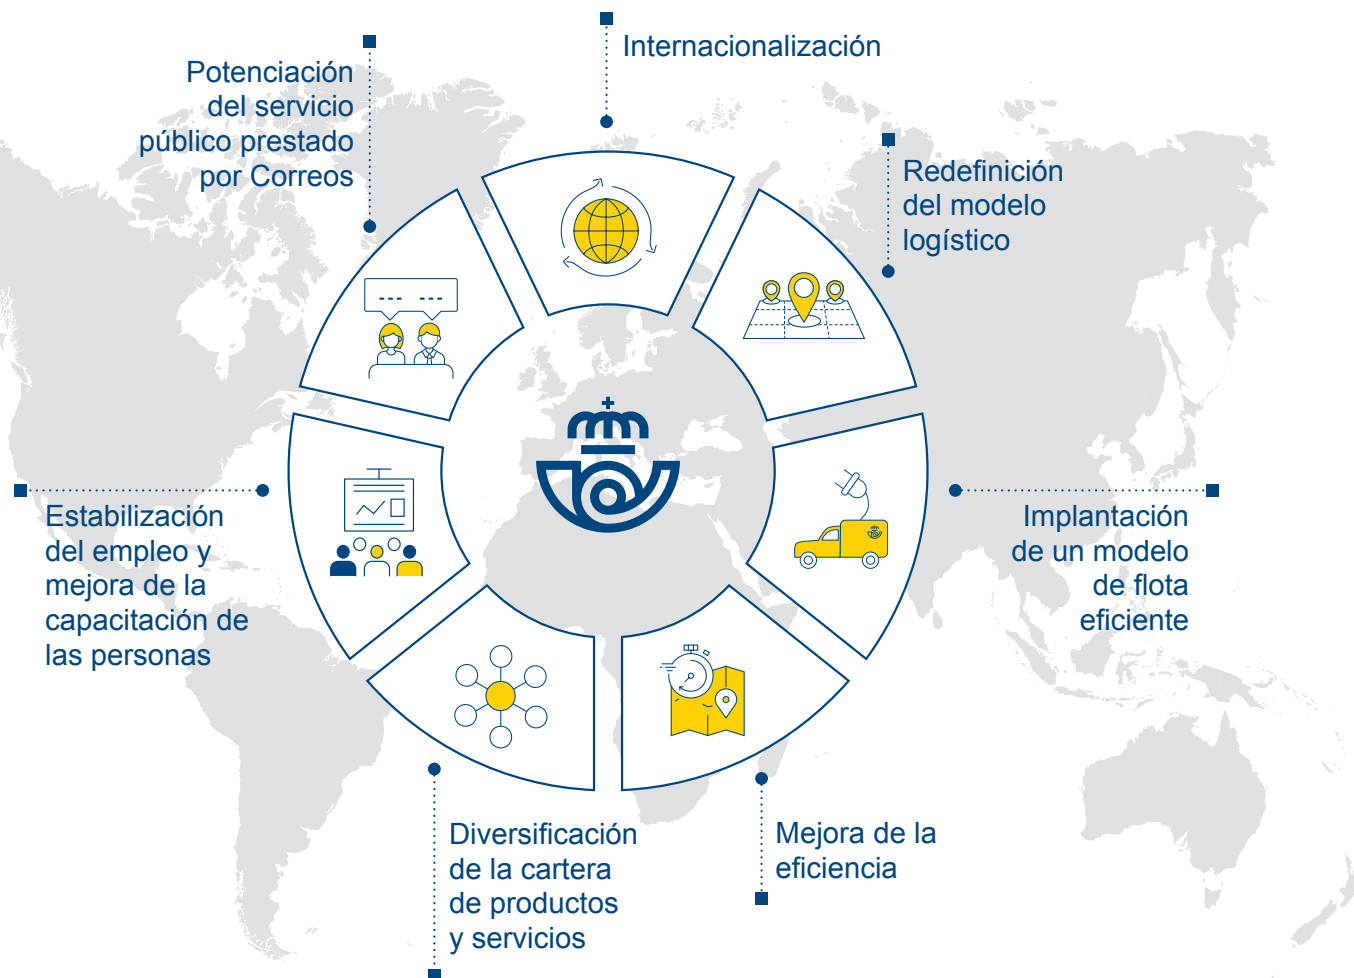 Internacionalización
Potenciación
del servicio
público prestado
por Correos
Redefinición
del modelo
logístico
Estabilización
del empleo y
mejora de la
capacitación de
las personas
Implantación
de un modelo
de flota
eficiente
Diversificación
de la cartera
de productos
y servicios
Mejora de la
eficiencia